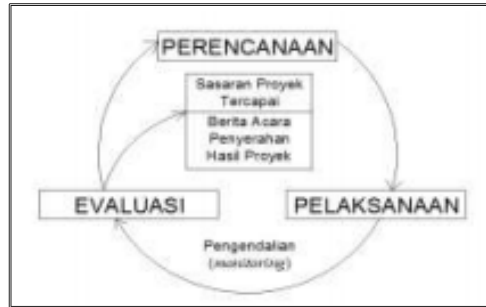 PERENCANAAN
Sasaran Proyek
Tercapai
Berita Acara
Penyerahan
Hasil Proyek
EVALUASI
PELAKSANAAN
Pengendalian
(monitoring)